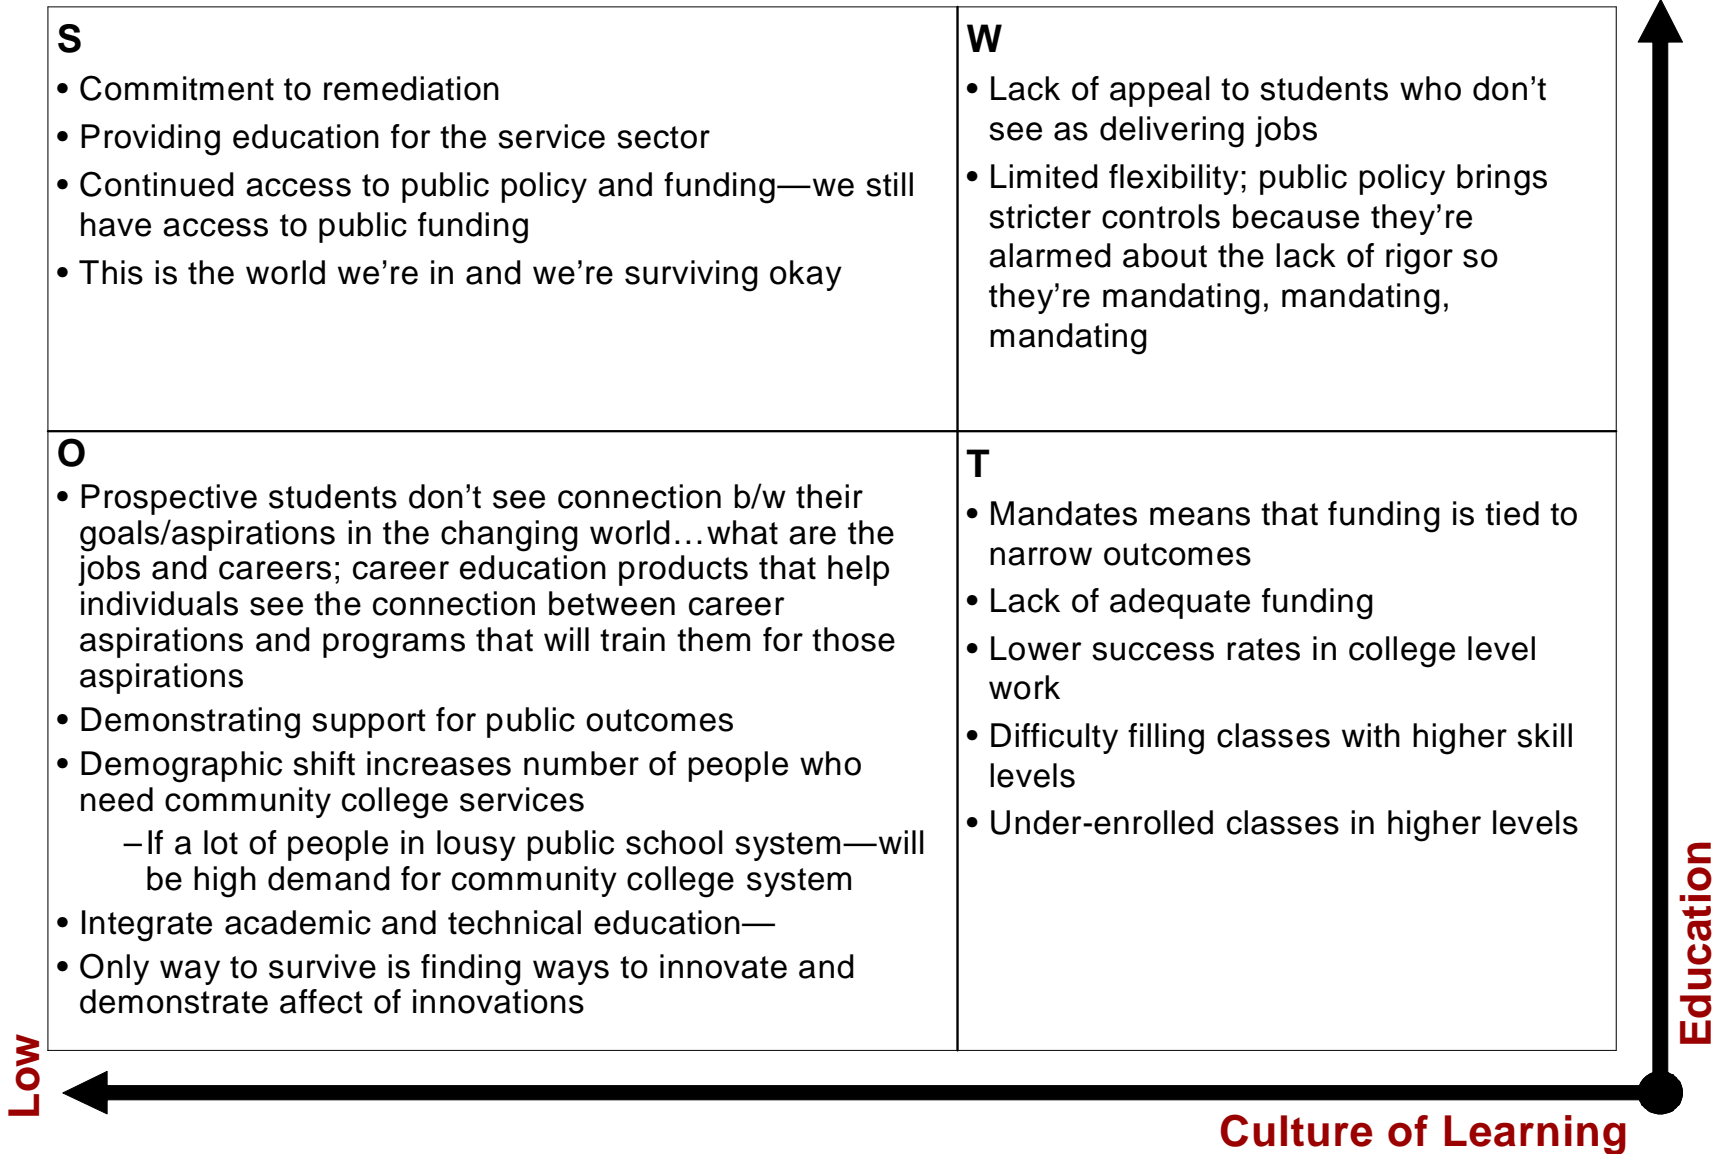 S
• Commitment to remediation
• Providing education for the service sector
• Continued access to public policy and funding—we still
have access to public funding
• This is the world we’re in and we’re surviving okay
W
• Lack of appeal to students who don’t
see as delivering jobs
• Limited flexibility; public policy brings
stricter controls because they’re
alarmed about the lack of rigor so
they’re mandating, mandating,
mandating
O
• Prospective students don’t see connection b/w their
goals/aspirations in the changing world…what are the
jobs and careers; career education products that help
individuals see the connection between career
aspirations and programs that will train them for those
aspirations
• Demonstrating support for public outcomes
• Demographic shift increases number of people who
need community college services
–If a lot of people in lousy public school system—will
be high demand for community college system
• Integrate academic and technical education—
• Only way to survive is finding ways to innovate and
demonstrate affect of innovations
T
• Mandates means that funding is tied to
narrow outcomes
• Lack of adequate funding
• Lower success rates in college level
work
• Difficulty filling classes with higher skill
levels
• Under-enrolled classes in higher levels
Education
Low
Culture of Learning